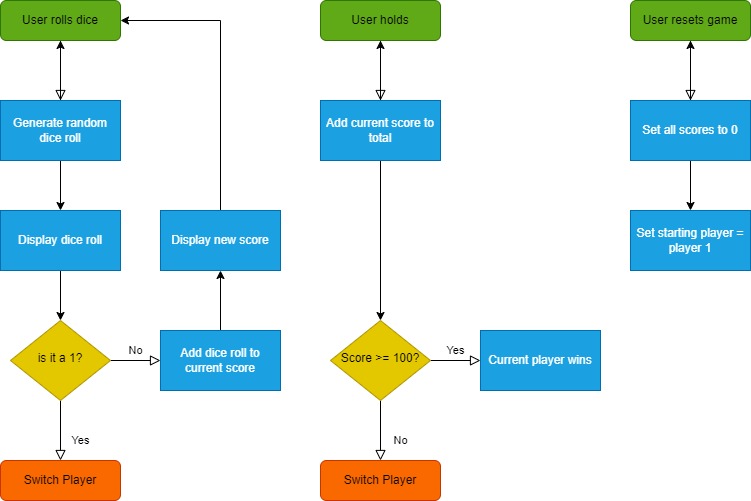 User rolls dice
User holds
User resets game
Generate random
dice roll
Add current score to
total
Set all scores to 0
Display dice roll
Display new score
Set starting player =
player 1
is it a 1?
No
Add dice roll to
current score
Score >= 100?
Yes
Current player wins
Yes
No
Switch Player
Switch Player